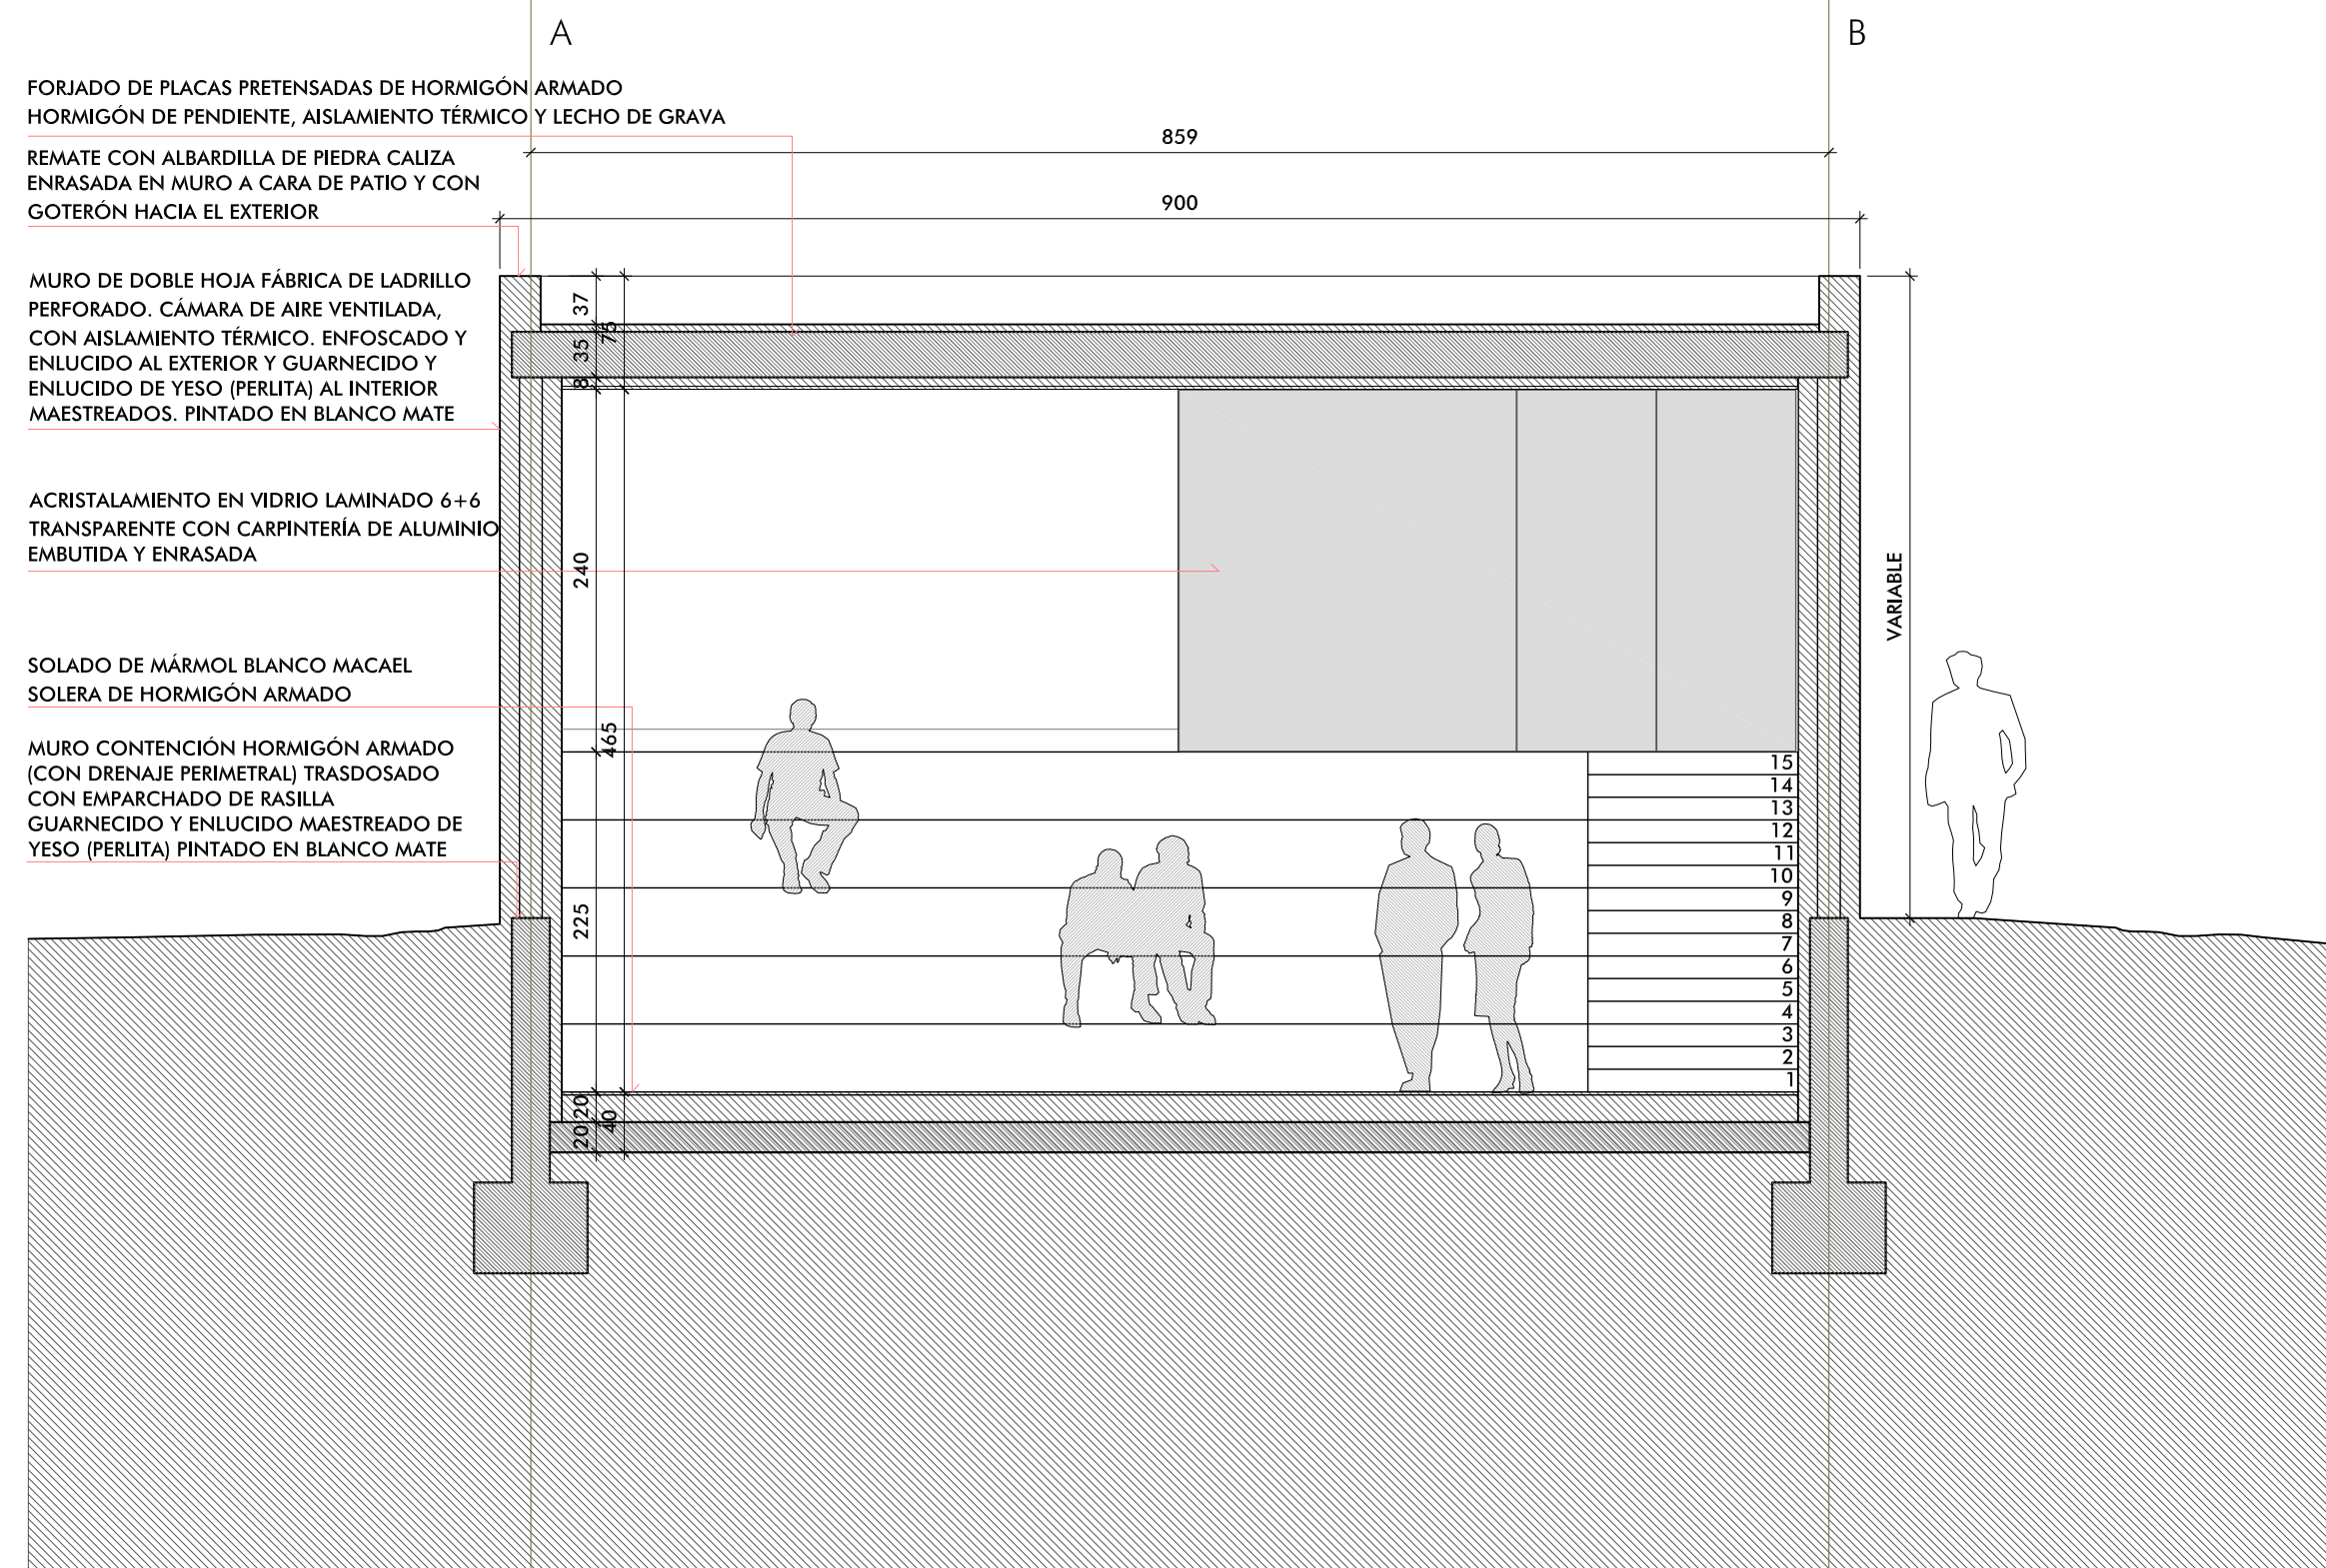 A
B
FORJADO DE PLACAS PRETENSADAS DE HORMIGÓN ARMADO
HORMIGÓN DE PENDIENTE, AISLAMIENTO TÉRMICO Y LECHO DE GRAVA
859
REMATE CON ALBARDILLA DE PIEDRA CALIZA
ENRASADA EN MURO A CARA DE PATIO Y CON
GOTERÓN HACIA EL EXTERIOR
900
MURO DE DOBLE HOJA FÁBRICA DE LADRILLO
PERFORADO. CÁMARA DE AIRE VENTILADA,
CON AISLAMIENTO TÉRMICO. ENFOSCADO Y
ENLUCIDO AL EXTERIOR Y GUARNECIDO Y
ENLUCIDO DE YESO (PERLITA) AL INTERIOR
MAESTREADOS. PINTADO EN BLANCO MATE
37
75
35
8
ACRISTALAMIENTO EN VIDRIO LAMINADO 6+6
TRANSPARENTE CON CARPINTERÍA DE ALUMINIO
EMBUTIDA Y ENRASADA
240
VARIABLE
SOLADO DE MÁRMOL BLANCO MACAEL
SOLERA DE HORMIGÓN ARMADO
465
MURO CONTENCIÓN HORMIGÓN ARMADO
(CON DRENAJE PERIMETRAL) TRASDOSADO
CON EMPARCHADO DE RASILLA
GUARNECIDO Y ENLUCIDO MAESTREADO DE
YESO (PERLITA) PINTADO EN BLANCO MATE
225
15
14
13
12
11
10
9
8
7
6
5
4
3
2
1
20
40
20